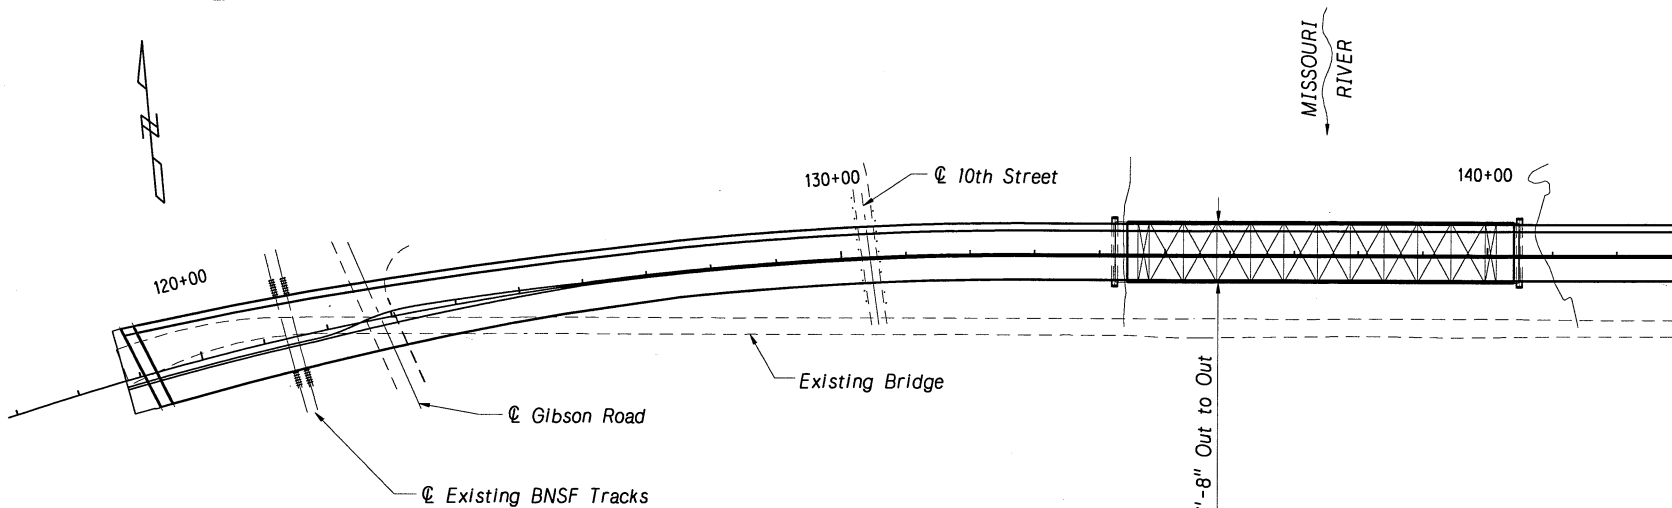 MISSOURI
RIVER
N
130+00
℄ 10th Street
140+00
120+00
Existing Bridge
℄ Gibson Road
℄ Existing BNSF Tracks
'-8" Out to Out